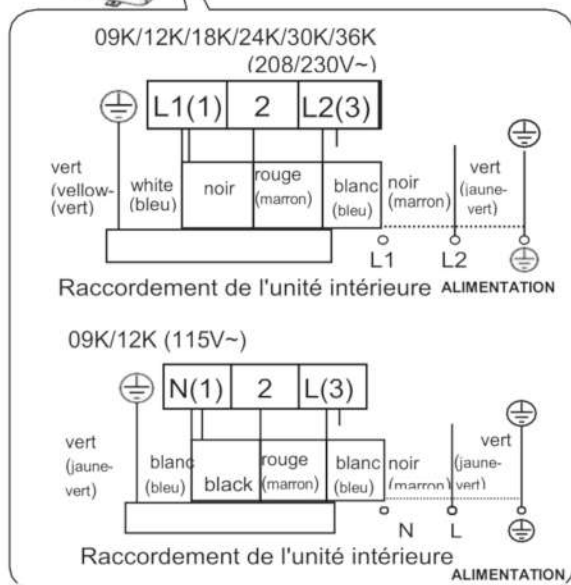 09K/12K/18K/24K/30K/36K
(208/230V~)
L1(1) 2 L2(3)
vert
(yellow-
(vert)
white
(bleu)
noir
rouge
(marron)
blanc
(bleu)
noir
(marron)
vert
(jaune-
vert)
L1 L2
Raccordement de l'unité intérieure ALIMENTATION
09K/12K (115V~)
N(1) 2 L(3)
vert
(jaune-
vert)
blanc
(bleu)
black
rouge
(marron)
blanc
(bleu)
noir
(marron)
vert
(jaune-
vert)
N L
Raccordement de l'unité intérieure
ALIMENTATION